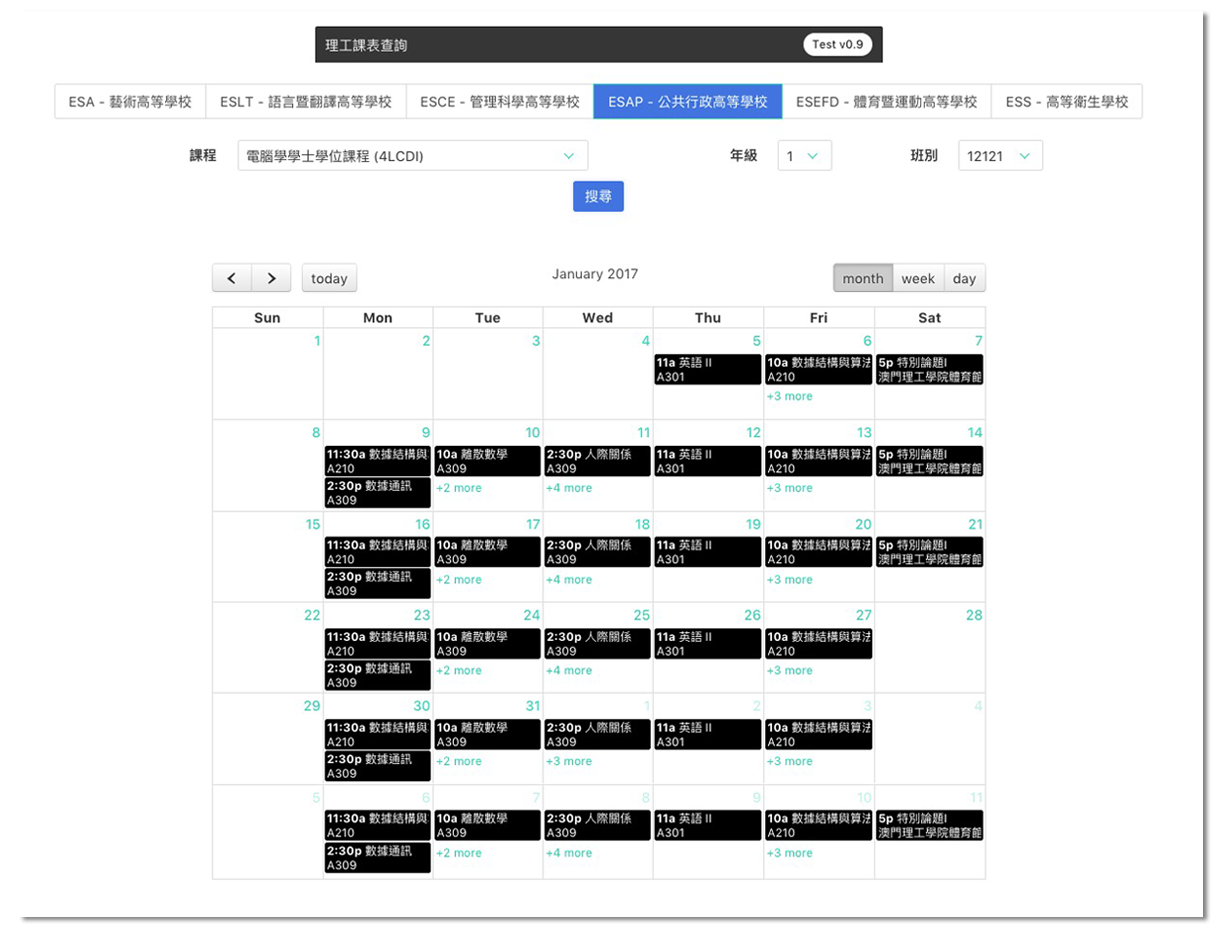 理工課表查詢 Test v0.9
ESA - 藝術高等學校 ESLT - 語言暨翻譯高等學校 ESCE - 管理科學高等學校 ESAP - 公共行政高等學校 ESEFD - 體育暨運動高等學校 ESS - 高等衛生學校
課程 電腦學學士學位課程 (4LCDI) 年級 1 班別 12121
搜尋
today January 2017 month week day
Sun Mon Tue Wed Thu Fri Sat
1 2 3 4 5 6 7
11a 英語 II 10a 數據結構與算法 5p 特別論題I
A301 A210 澳門理工學院體育館
+3 more
8 9 10 11 12 13 14
11:30a 數據結構與 10a 離散數學 2:30p 人際關係 11a 英語 II 10a 數據結構與算法 5p 特別論題I
A210 A309 A309 A301 A210 澳門理工學院體育館
2:30p 數據通訊 +2 more +4 more +3 more
A309
15 16 17 18 19 20 21
11:30a 數據結構與 10a 離散數學 2:30p 人際關係 11a 英語 II 10a 數據結構與算法 5p 特別論題I
A210 A309 A309 A301 A210 澳門理工學院體育館
2:30p 數據通訊 +2 more +4 more +3 more
A309
22 23 24 25 26 27 28
11:30a 數據結構與 10a 離散數學 2:30p 人際關係 11a 英語 II 10a 數據結構與算法
A210 A309 A309 A301 A210
2:30p 數據通訊 +2 more +4 more +3 more
A309
29 30 31 1 2 3 4
11:30a 數據結構與 10a 離散數學 2:30p 人際關係 11a 英語 II 10a 數據結構與算法
A210 A309 A309 A301 A210
2:30p 數據通訊 +2 more +3 more +3 more
A309
5 6 7 8 9 10 11
11:30a 數據結構與 10a 離散數學 2:30p 人際關係 11a 英語 II 10a 數據結構與算法 5p 特別論題I
A210 A309 A309 A301 A210 澳門理工學院體育館
2:30p 數據通訊 +2 more +4 more +3 more
A309